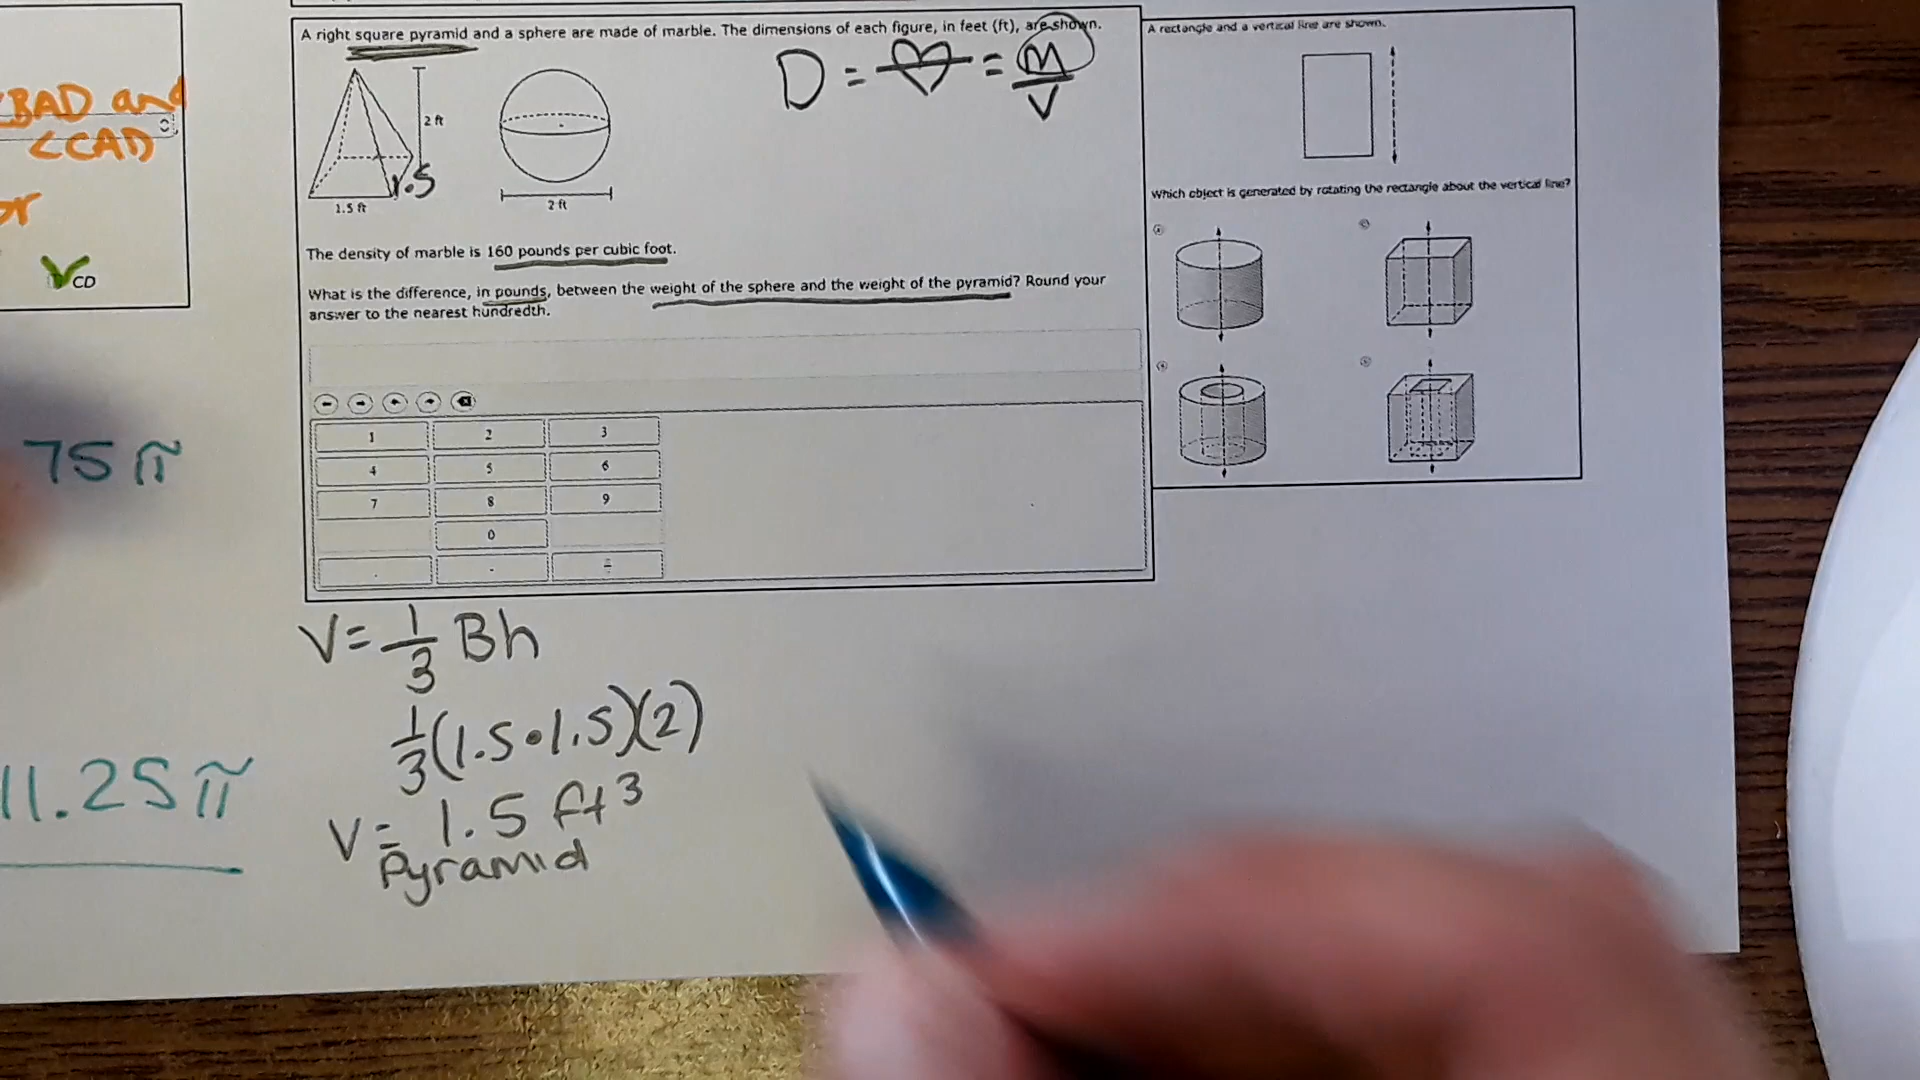 <BAD and
<CCAD
or
CD
75π
11.25π
A right square pyramid and a sphere are made of marble. The dimensions of each figure, in feet (ft), are shown.
D = = m
V
2 ft
1.5
1.5 ft
2 ft
The density of marble is 160 pounds per cubic foot.
What is the difference, in pounds, between the weight of the sphere and the weight of the pyramid? Round your
answer to the nearest hundredth.
1 2 3
4 5 6
7 8 9
0
. -
V = 1/3 Bh
1/3 (1.5•1.5)(2)
V = 1.5 ft³
Pyramid
A rectangle and a vertical line are shown.
Which object is generated by rotating the rectangle about the vertical line?